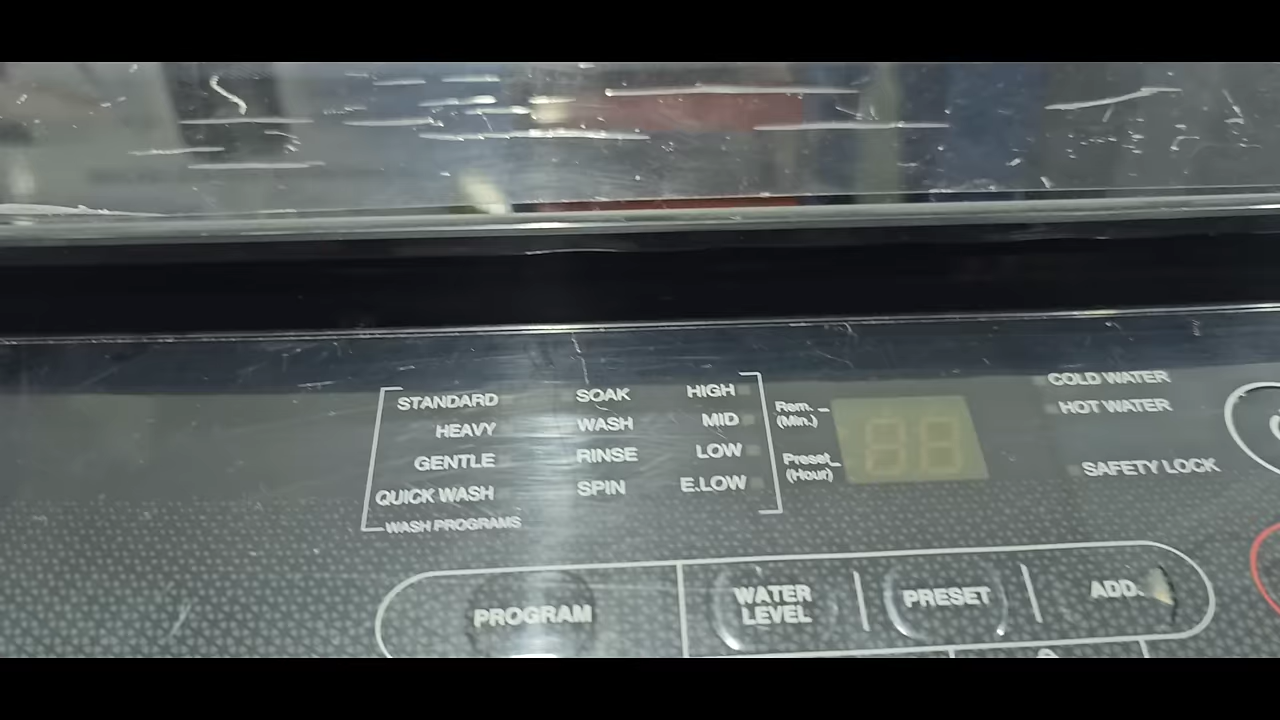 STANDARD SOAK HIGH
HEAVY WASH MID
GENTLE RINSE LOW
QUICK WASH SPIN E.LOW
WASH PROGRAMS
Rem.
(Min.)
Preset
(Hour)
88
COLD WATER
HOT WATER
SAFETY LOCK
PROGRAM
WATER
LEVEL
PRESET
ADD.